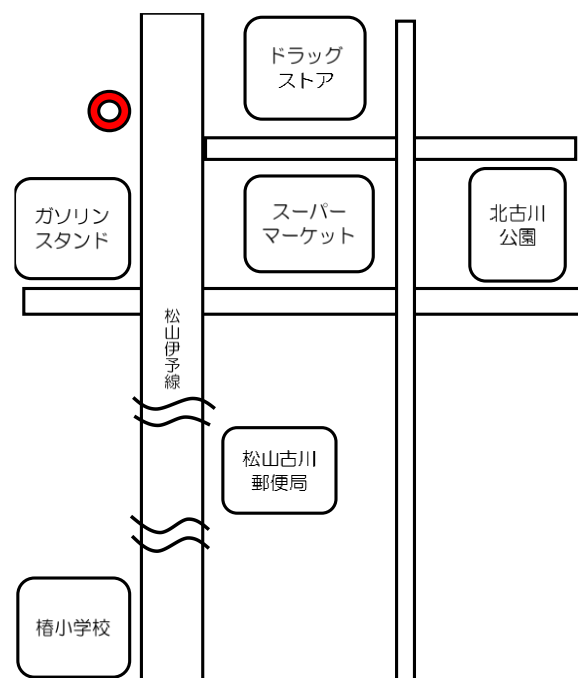 ドラッグ
ストア
ガソリン
スタンド
スーパー
マーケット
北古川
公園
松山伊予線
松山古川
郵便局
椿小学校